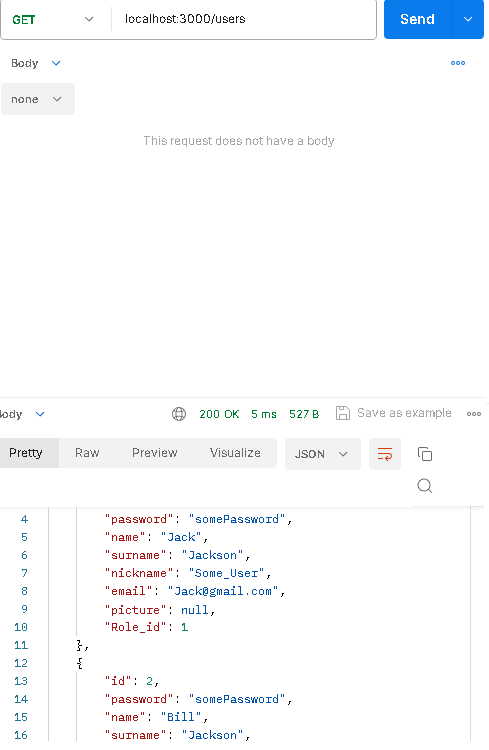 GET localhost:3000/users Send
Body
none
This request does not have a body
Body 200 OK 5 ms 527 B Save as example
Pretty Raw Preview Visualize JSON
4 "password": "somePassword",
5 "name": "Jack",
6 "surname": "Jackson",
7 "nickname": "Some_User",
8 "email": "Jack@gmail.com",
9 "picture": null,
10 "Role_id": 1
11 },
12 {
13 "id": 2,
14 "password": "somePassword",
15 "name": "Bill",
16 "surname": "Jackson",